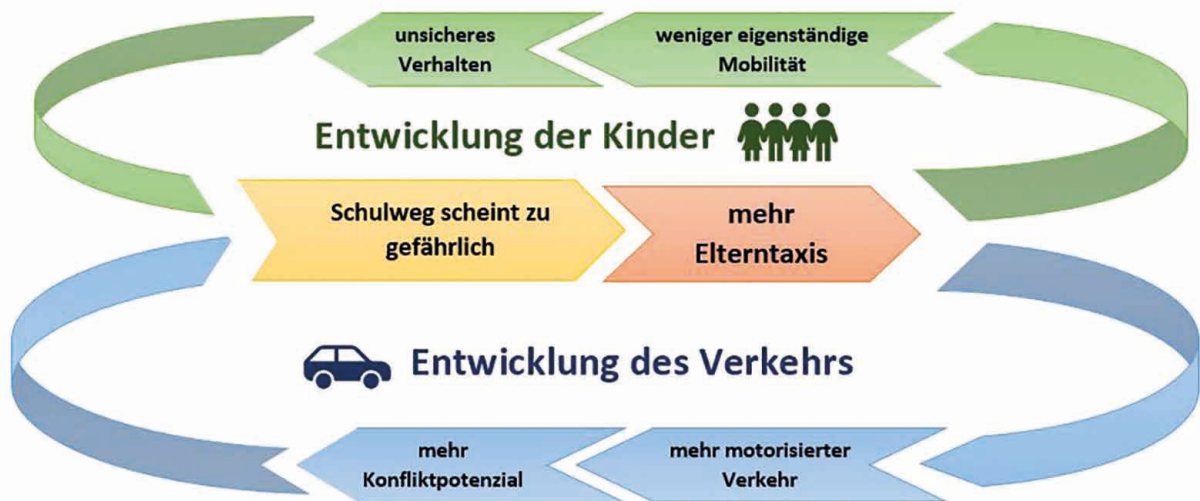 unsicheres
Verhalten
weniger eigenständige
Mobilität
Entwicklung der Kinder
Schulweg scheint zu
gefährlich
mehr
Elterntaxis
Entwicklung des Verkehrs
mehr
Konfliktpotenzial
mehr motorisierter
Verkehr